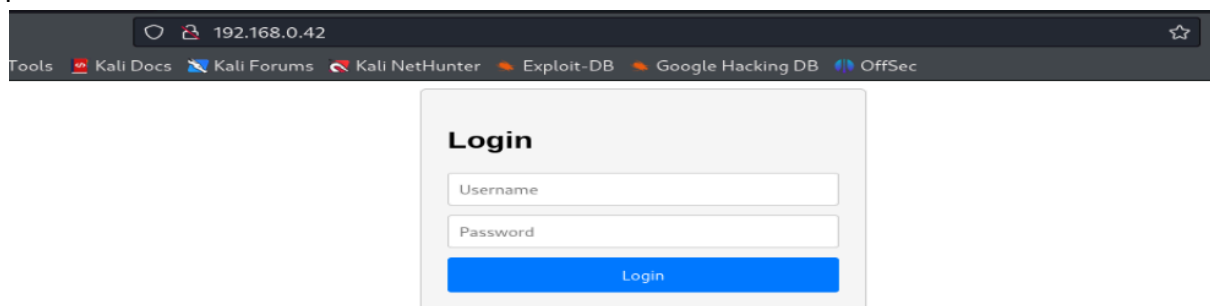 192.168.0.42
Tools Kali Docs Kali Forums Kali NetHunter Exploit-DB Google Hacking DB OffSec
Login
Username
Password
Login